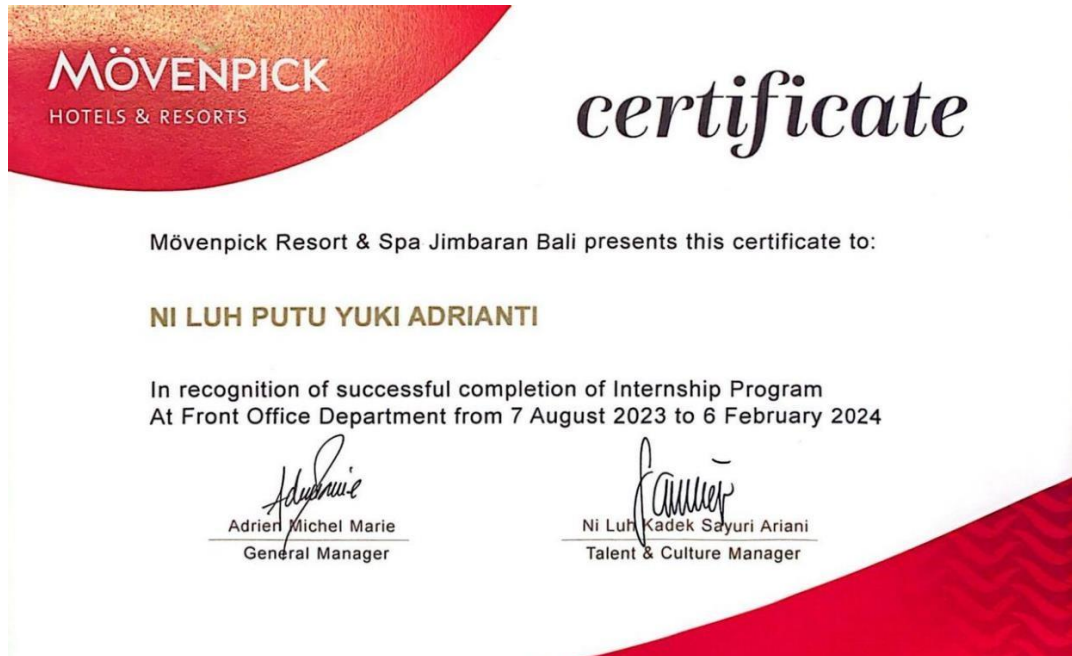 MÖVENPICK
HOTELS & RESORTS
certificate
Mövenpick Resort & Spa Jimbaran Bali presents this certificate to:
NI LUH PUTU YUKI ADRIANTI
In recognition of successful completion of Internship Program
At Front Office Department from 7 August 2023 to 6 February 2024
Adrien Michel Marie
General Manager
Ni Luh Kadek Sayuri Ariani
Talent & Culture Manager